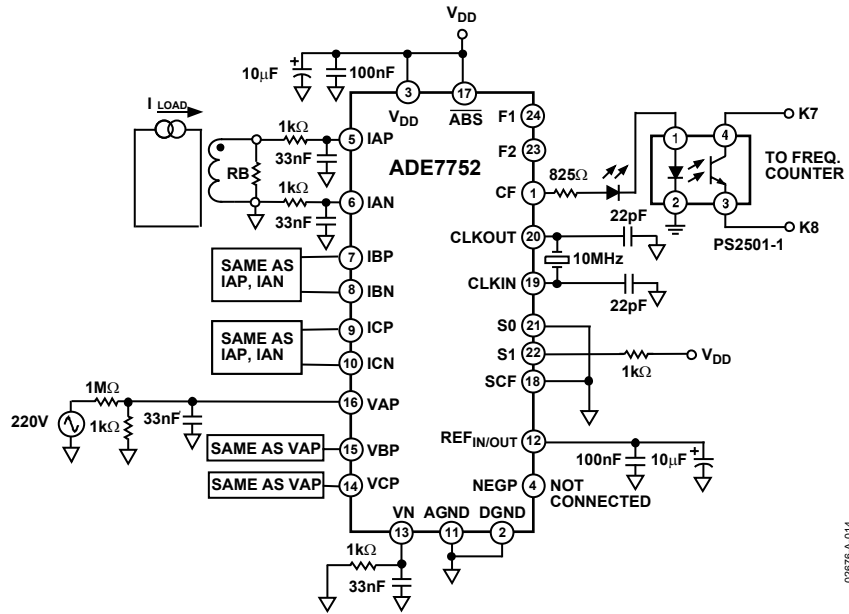 VDD
10μF
+
100nF
3
VDD
17
ABS
I LOAD
1kΩ
33nF
5
IAP
RB
1kΩ
33nF
6
IAN
ADE7752
F1
24
F2
23
CF
1
825Ω
1
4
2
3
K7
TO FREQ.
COUNTER
K8
PS2501-1
CLKOUT
20
22pF
10MHz
CLKIN
19
22pF
SAME AS
IAP, IAN
7
IBP
8
IBN
SAME AS
IAP, IAN
9
ICP
10
ICN
S0
21
S1
22
1kΩ
VDD
SCF
18
220V
1MΩ
1kΩ
33nF
16
VAP
SAME AS VAP
15
VBP
SAME AS VAP
14
VCP
REFIN/OUT
12
100nF
10μF
+
NEGP
4
NOT
CONNECTED
VN
13
AGND
11
DGND
2
1kΩ
33nF
02676-A-014